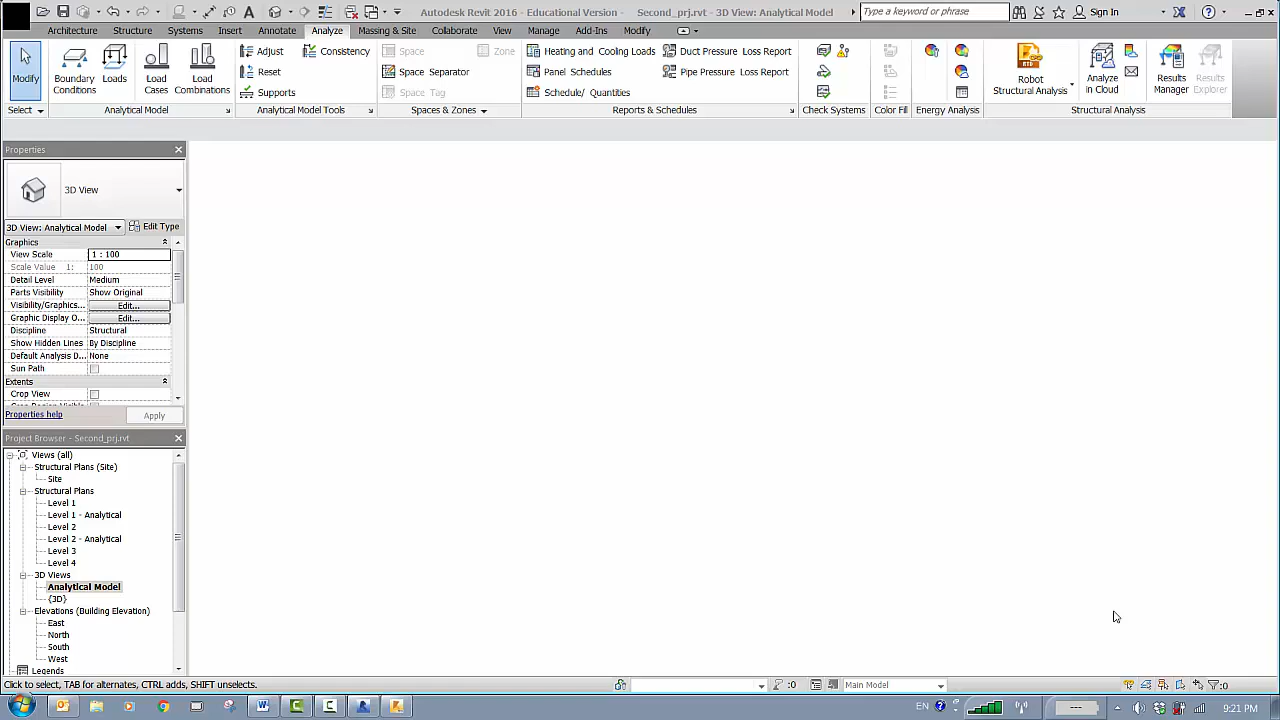 Autodesk Revit 2016 - Educational Version - Second_prj.rvt - 3D View: Analytical Model
Type a keyword or phrase
Sign In
Architecture Structure Systems Insert Annotate Analyze Massing & Site Collaborate View Manage Add-Ins Modify
Modify
Boundary Conditions
Loads
Load Cases
Load Combinations
Adjust
Reset
Supports
Consistency
Space
Space Separator
Space Tag
Zone
Heating and Cooling Loads
Panel Schedules
Schedule/ Quantities
Duct Pressure Loss Report
Pipe Pressure Loss Report
Robot Structural Analysis
Analyze in Cloud
Results Manager
Results Explorer
Select Analytical Model Analytical Model Tools Spaces & Zones Reports & Schedules Check Systems Color Fill Energy Analysis Structural Analysis
Properties
3D View
3D View: Analytical Model Edit Type
Graphics
View Scale 1 : 100
Scale Value 1: 100
Detail Level Medium
Parts Visibility Show Original
Visibility/Graphics... Edit...
Graphic Display O... Edit...
Discipline Structural
Show Hidden Lines By Discipline
Default Analysis D... None
Sun Path
Extents
Crop View
Properties help Apply
Project Browser - Second_prj.rvt
Views (all)
Structural Plans (Site)
Site
Structural Plans
Level 1
Level 1 - Analytical
Level 2
Level 2 - Analytical
Level 3
Level 4
3D Views
Analytical Model
{3D}
Elevations (Building Elevation)
East
North
South
West
Legends
Click to select, TAB for alternates, CTRL adds, SHIFT unselects.
:0
Main Model
:0
EN
9:21 PM